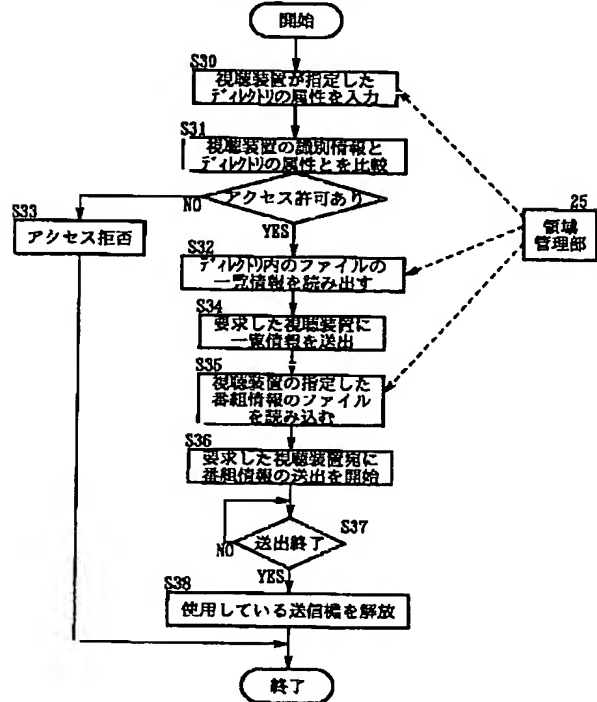 開始
S30
視聴装置が指定した
ディレクトリの属性を入力
S31
視聴装置の識別情報と
ディレクトリの属性とを比較
アクセス許可あり
NO
YES
S33
アクセス拒否
25
領域
管理部
S32
ディレクトリ内のファイルの
一覧情報を読み出す
S34
要求した視聴装置に
一覧情報を送出
S35
視聴装置の指定した
番組情報のファイル
を読み込む
S36
要求した視聴装置宛に
番組情報の送出を開始
S37
送出終了
NO
YES
S38
使用している送信機を解放
終了